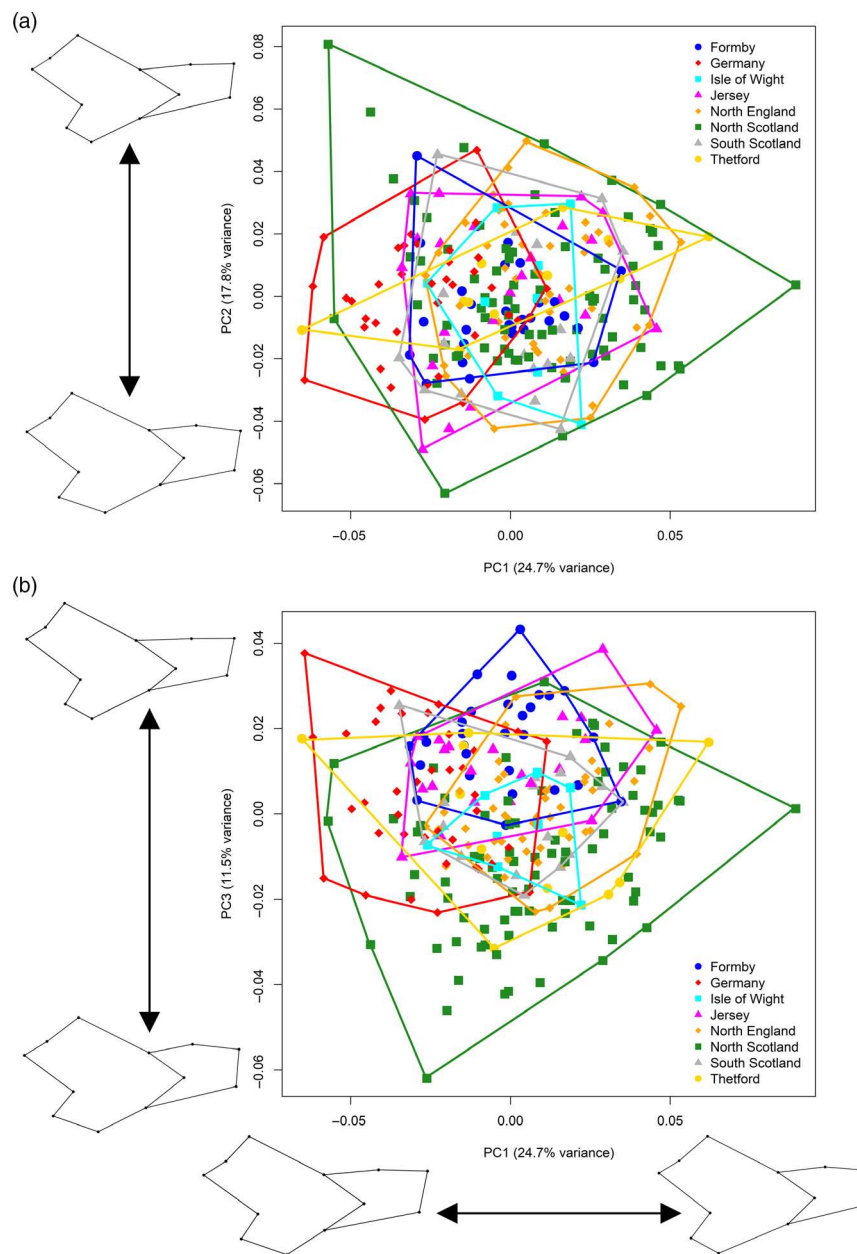 (a)
0.08
0.06
0.04
0.02
0.00
−0.02
−0.04
−0.06
PC2 (17.8% variance)
Formby
Germany
Isle of Wight
Jersey
North England
North Scotland
South Scotland
Thetford
−0.05
0.00
0.05
PC1 (24.7% variance)
(b)
0.04
0.02
0.00
−0.02
−0.04
−0.06
PC3 (11.5% variance)
Formby
Germany
Isle of Wight
Jersey
North England
North Scotland
South Scotland
Thetford
−0.05
0.00
0.05
PC1 (24.7% variance)